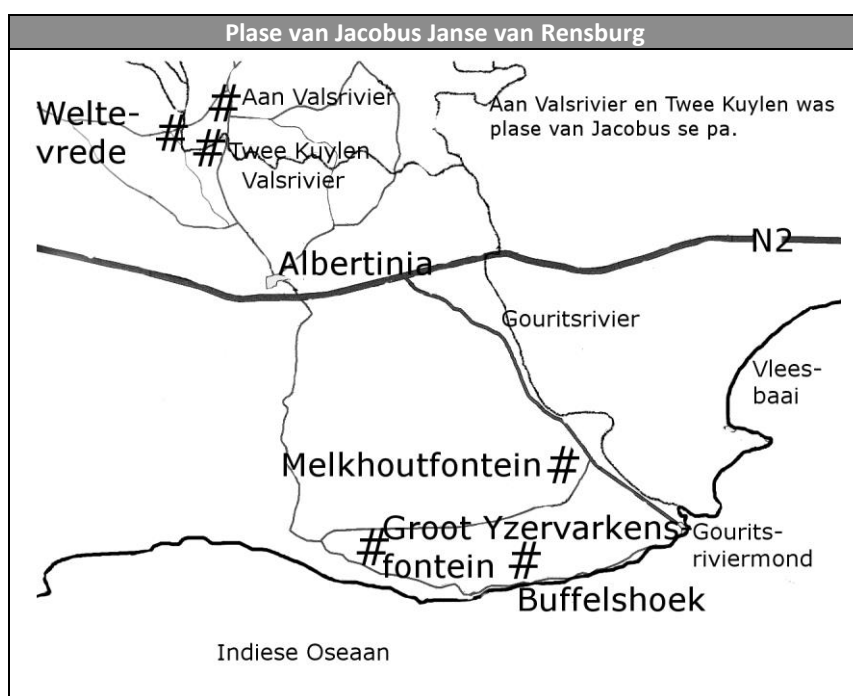 Plase van Jacobus Janse van Rensburg
Welte-
vrede
# Aan Valsrivier
#
# Twee Kuylen
Valsrivier
Aan Valsrivier en Twee Kuylen was
plase van Jacobus se pa.
N2
Albertinia
Gouritsrivier
Vlees-
baai
Melkhoutfontein #
Groot Yzervarkens
fontein
#
#
Gourits-
riviermond
Buffelshoek
Indiese Oseaan